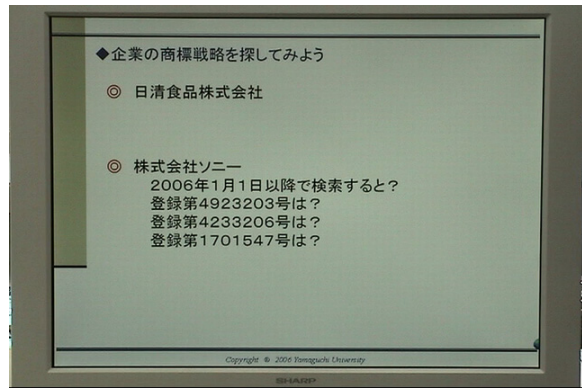 ◆企業の商標戦略を探してみよう
◎ 日清食品株式会社
◎ 株式会社ソニー
2006年1月1日以降で検索すると？
登録第4923203号は？
登録第4233206号は？
登録第1701547号は？
Copyright © 2006 Yamaguchi University
SHARP